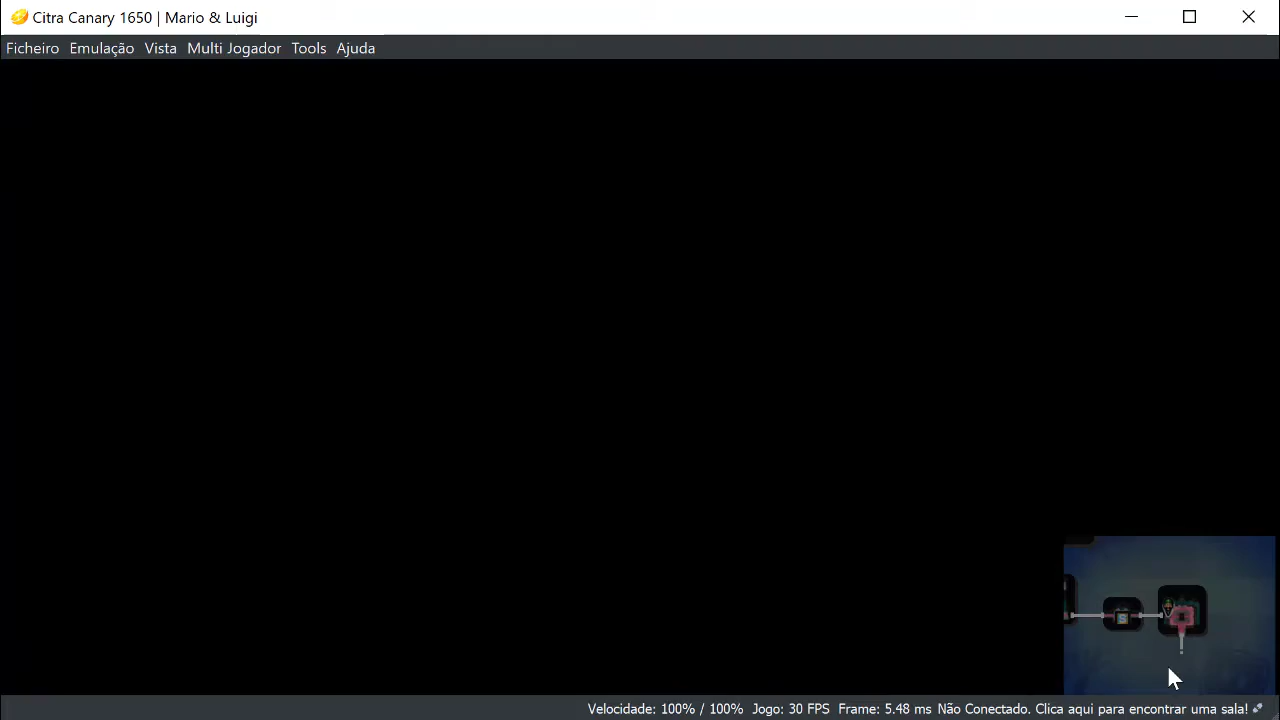 Citra Canary 1650 | Mario & Luigi
Ficheiro Emulação Vista Multi Jogador Tools Ajuda
S
Velocidade: 100% / 100% Jogo: 30 FPS Frame: 5.48 ms Não Conectado. Clica aqui para encontrar uma sala!